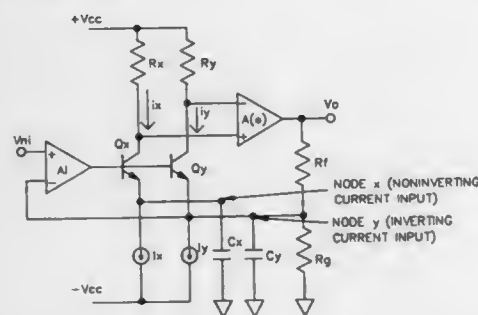 +Vcc
Rx
Ry
ix
iy
Vo
A(•)
Vni
Qx
AI
Qy
Rf
NODE x (NONINVERTING
CURRENT INPUT)
NODE y (INVERTING
CURRENT INPUT)
Ix
Iy
Cx
Cy
Rg
-Vcc